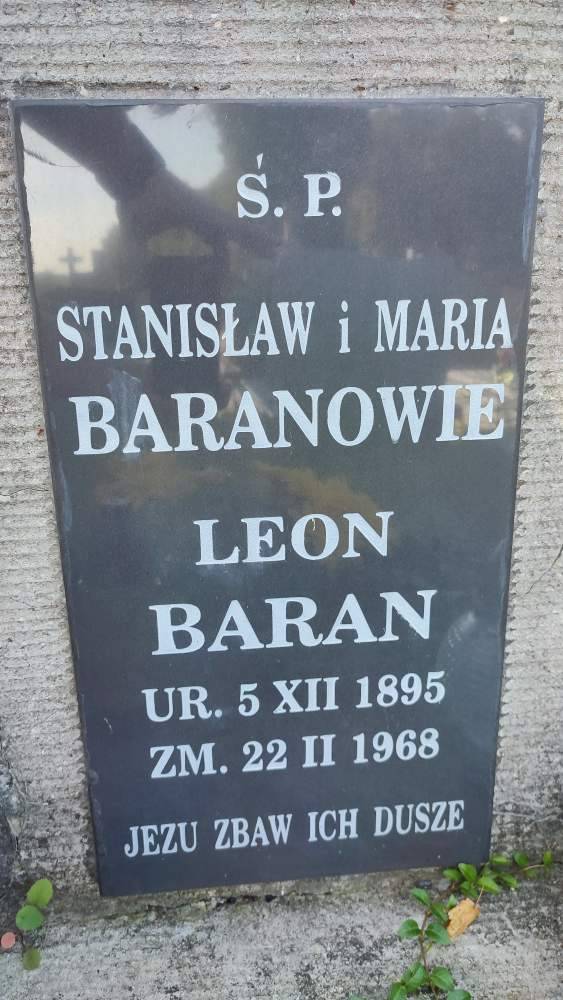 Ś. P.
STANISŁAW i MARIA
BARANOWIE
LEON
BARAN
UR. 5 XII 1895
ZM. 22 II 1968
JEZU ZBAW ICH DUSZE